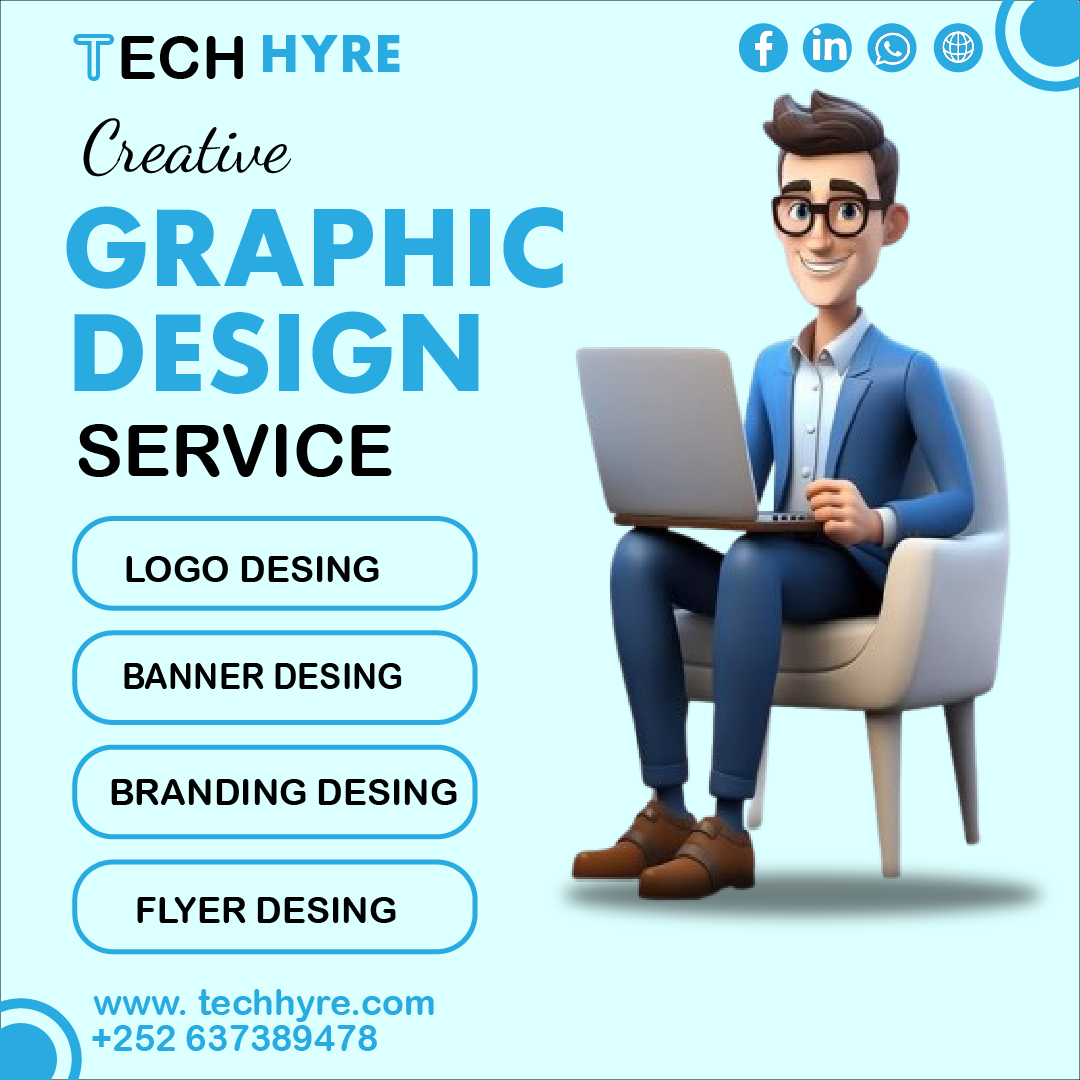 TECH HYRE
Creative
GRAPHIC
DESIGN
SERVICE
LOGO DESING
BANNER DESING
BRANDING DESING
FLYER DESING
www. techhyre.com
+252 637389478